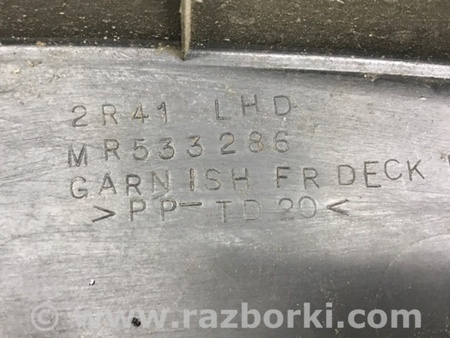 2R41 LHD
MR533286
GARNISH FR DECK
>PP-TD20<
© www.razborki.com